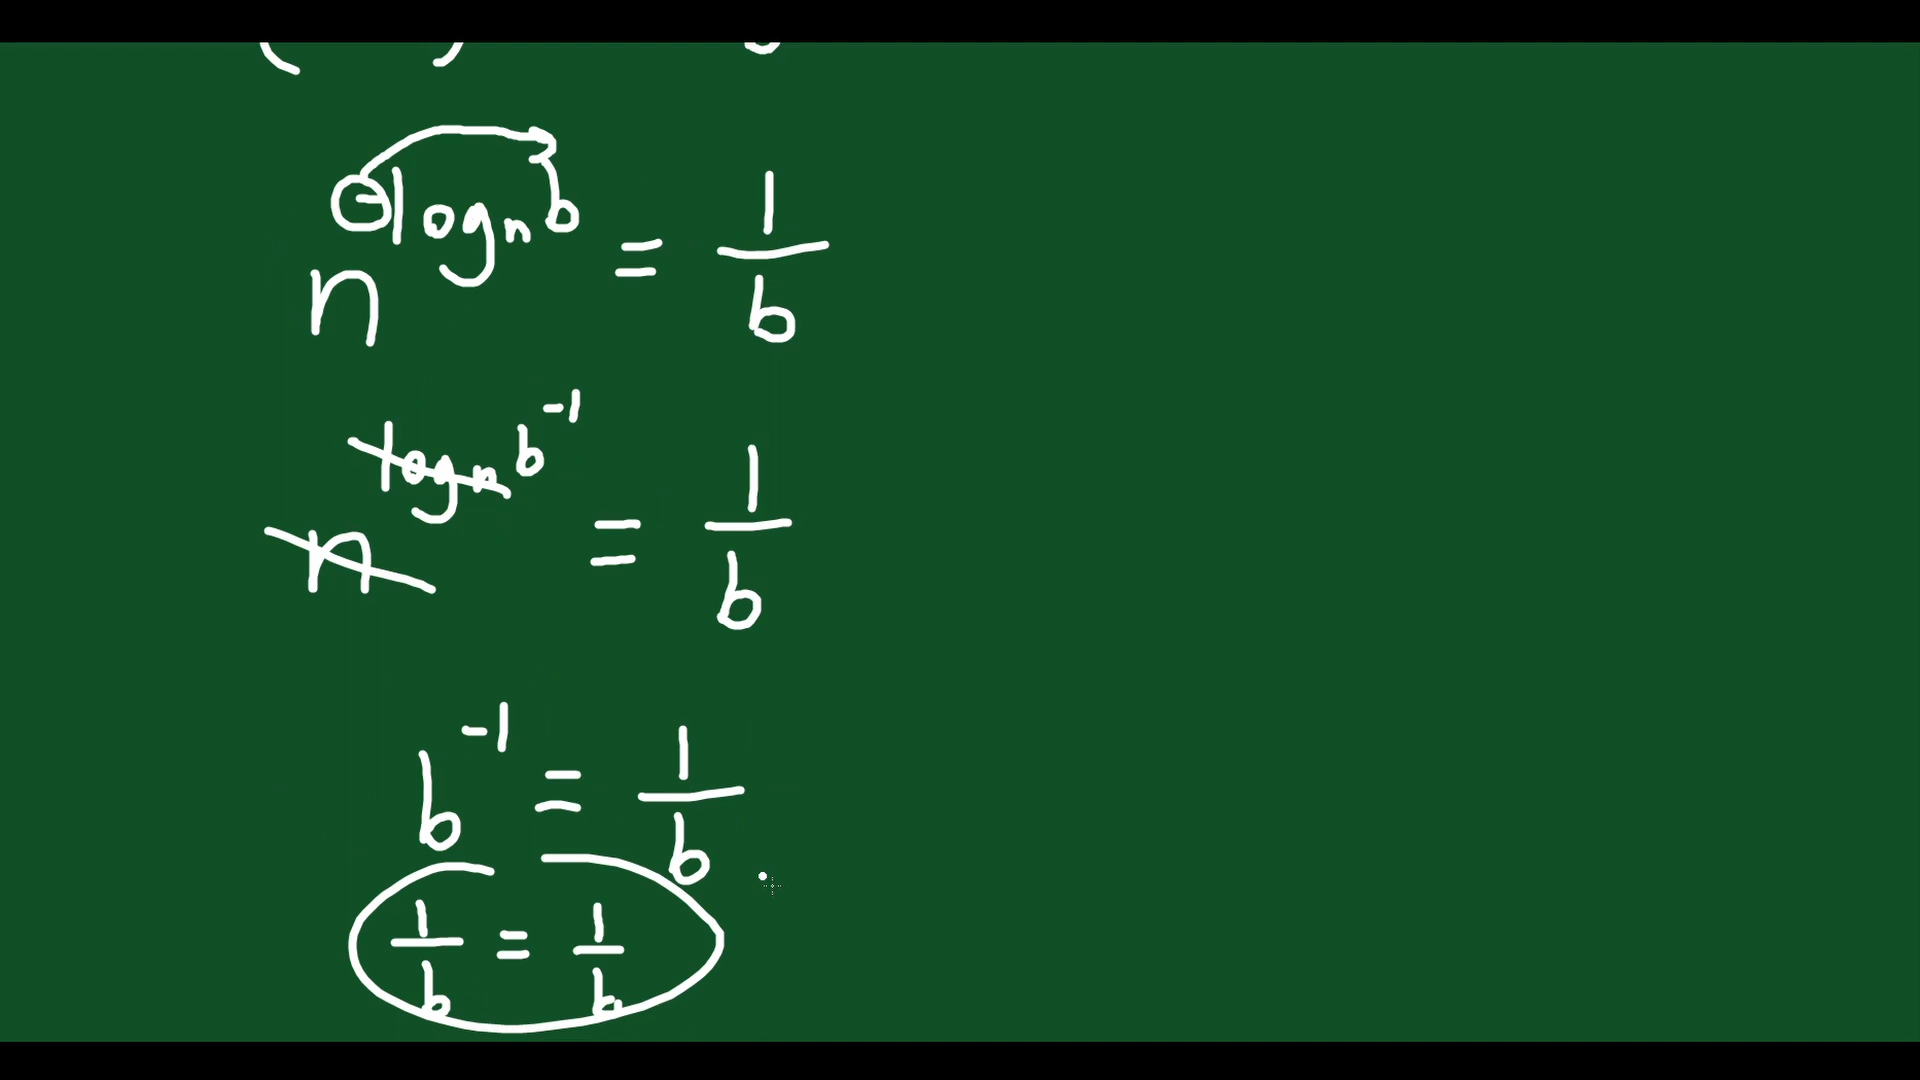 n^{-log_n b} = 1/b
n^{log_n b^{-1}} = 1/b
b^{-1} = 1/b
1/b = 1/b